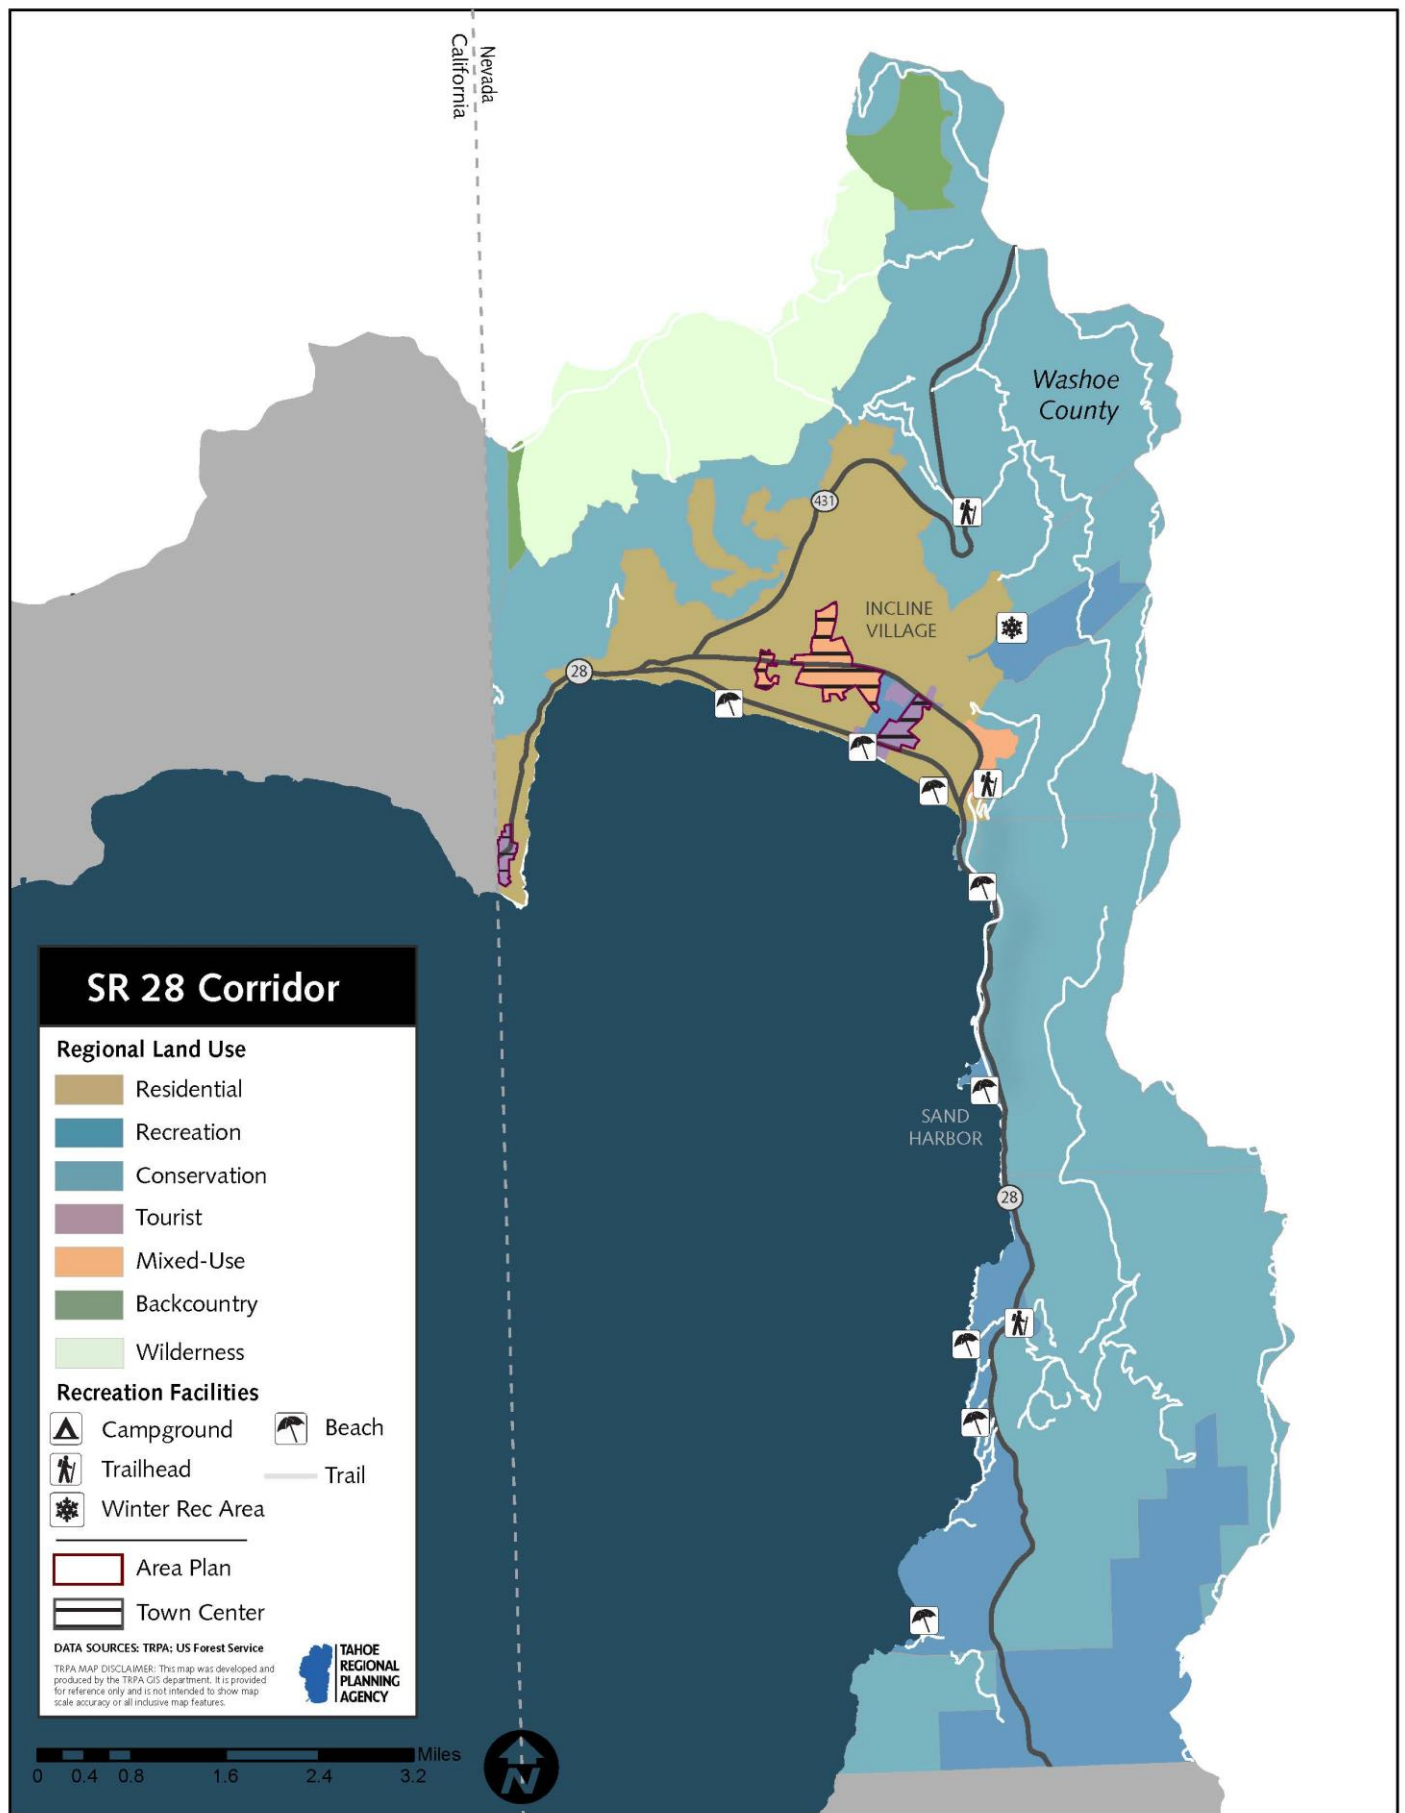 Nevada
California
Washoe
County
431
INCLINE
VILLAGE
28
SAND
HARBOR
28
SR 28 Corridor
Regional Land Use
Residential
Recreation
Conservation
Tourist
Mixed-Use
Backcountry
Wilderness
Recreation Facilities
Campground
Beach
Trailhead
Trail
Winter Rec Area
Area Plan
Town Center
DATA SOURCES: TRPA; US Forest Service
TRPA MAP DISCLAIMER: This map was developed and
produced by the TRPA GIS department. It is provided
for reference only and is not intended to show map
scale accuracy or all inclusive map features.
TAHOE
REGIONAL
PLANNING
AGENCY
Miles
0 0.4 0.8 1.6 2.4 3.2
N